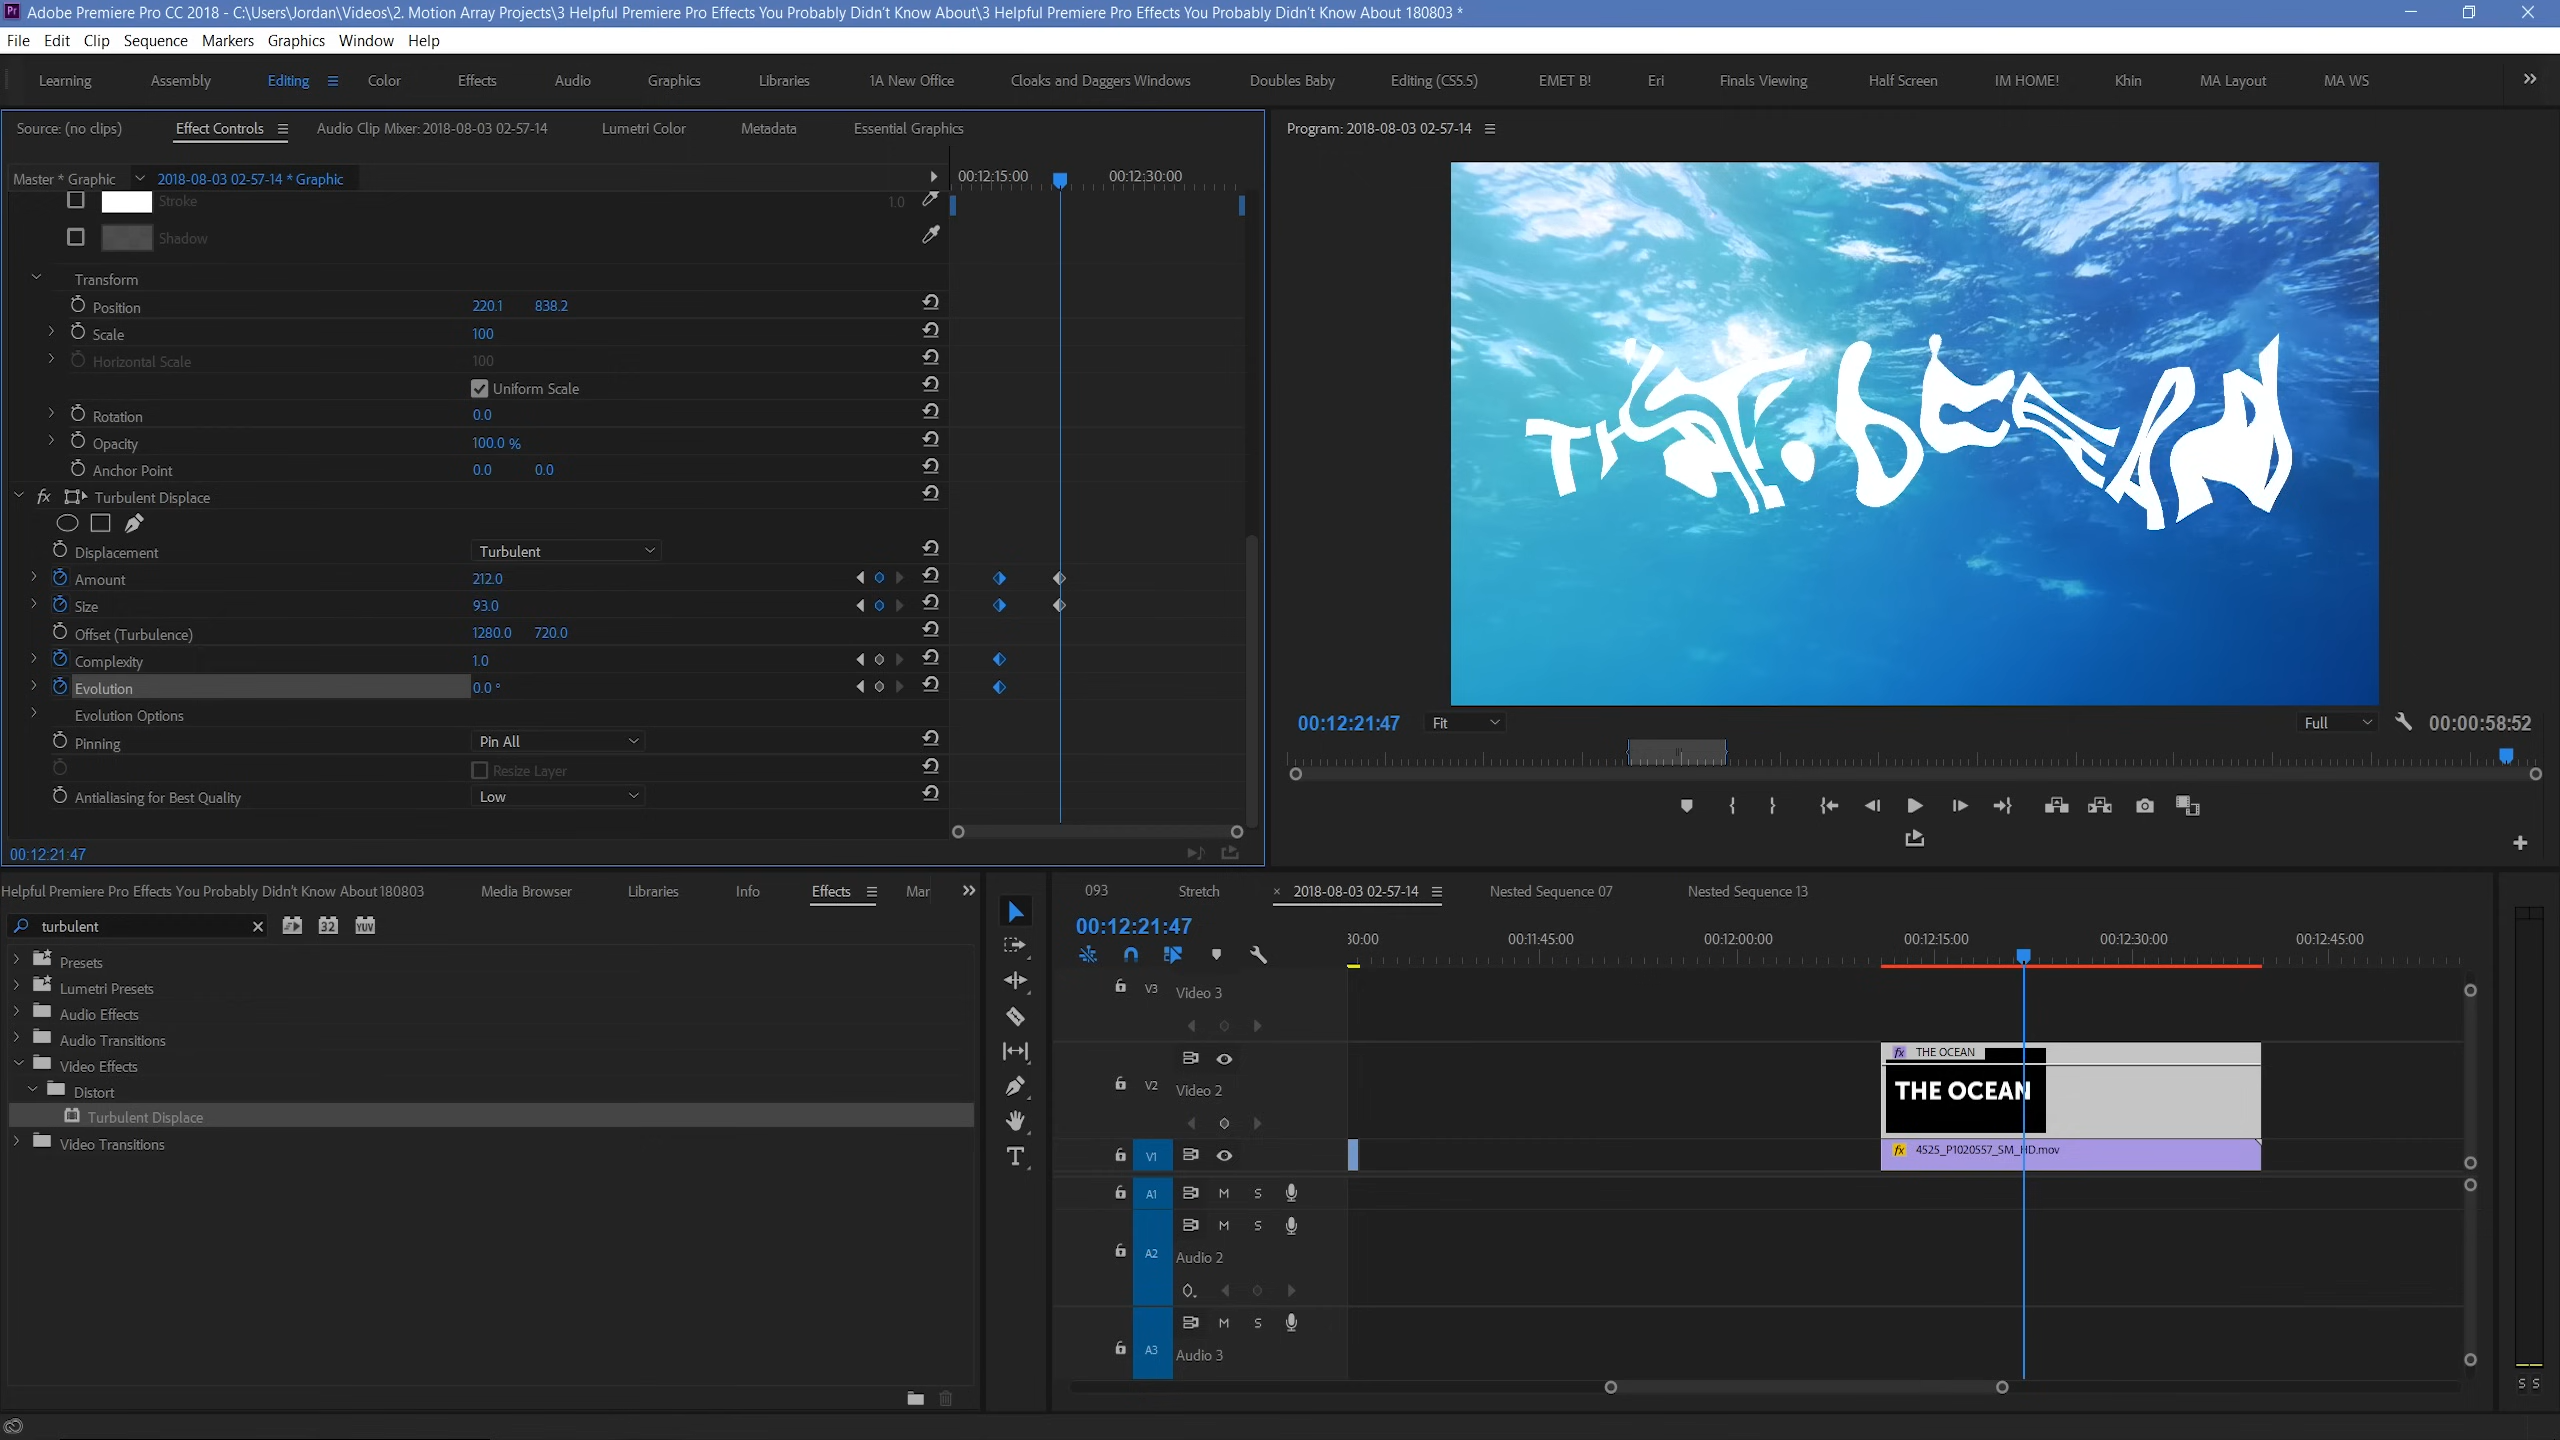 Pr Adobe Premiere Pro CC 2018 - C:\Users\Jordan\Videos\2. Motion Array Projects\3 Helpful Premiere Pro Effects You Probably Didn't Know About\3 Helpful Premiere Pro Effects You Probably Didn't Know About 180803 *
File Edit Clip Sequence Markers Graphics Window Help
Learning Assembly Editing Color Effects Audio Graphics Libraries 1A New Office Cloaks and Daggers Windows Doubles Baby Editing (CS5.5) EMET B! Eri Finals Viewing Half Screen IM HOME! Khin MA Layout MA WS
Source: (no clips) Effect Controls Audio Clip Mixer: 2018-08-03 02-57-14 Lumetri Color Metadata Essential Graphics
Master * Graphic 2018-08-03 02-57-14 * Graphic
00:12:15:00 00:12:30:00
Stroke 1.0
Shadow
Transform
Position 220.1 838.2
Scale 100
Horizontal Scale 100
Uniform Scale
Rotation 0.0
Opacity 100.0 %
Anchor Point 0.0 0.0
fx Turbulent Displace
Displacement Turbulent
Amount 212.0
Size 93.0
Offset (Turbulence) 1280.0 720.0
Complexity 1.0
Evolution 0.0 °
Evolution Options
Pinning Pin All
Resize Layer
Antialiasing for Best Quality Low
00:12:21:47
Program: 2018-08-03 02-57-14
THE OCEAN
00:12:21:47 Fit Full 00:00:58:52
Helpful Premiere Pro Effects You Probably Didn't Know About 180803 Media Browser Libraries Info Effects Mar
turbulent 32 YUV
Presets
Lumetri Presets
Audio Effects
Audio Transitions
Video Effects
Distort
Turbulent Displace
Video Transitions
093 Stretch × 2018-08-03 02-57-14 Nested Sequence 07 Nested Sequence 13
00:12:21:47
30:00 00:11:45:00 00:12:00:00 00:12:15:00 00:12:30:00 00:12:45:00
V3 Video 3
V2 Video 2
fx THE OCEAN
THE OCEAN
V1
fx 4525_P1020557_SM_HD.mov
A1 M S
M S
A2 Audio 2
M S
A3 Audio 3
S S